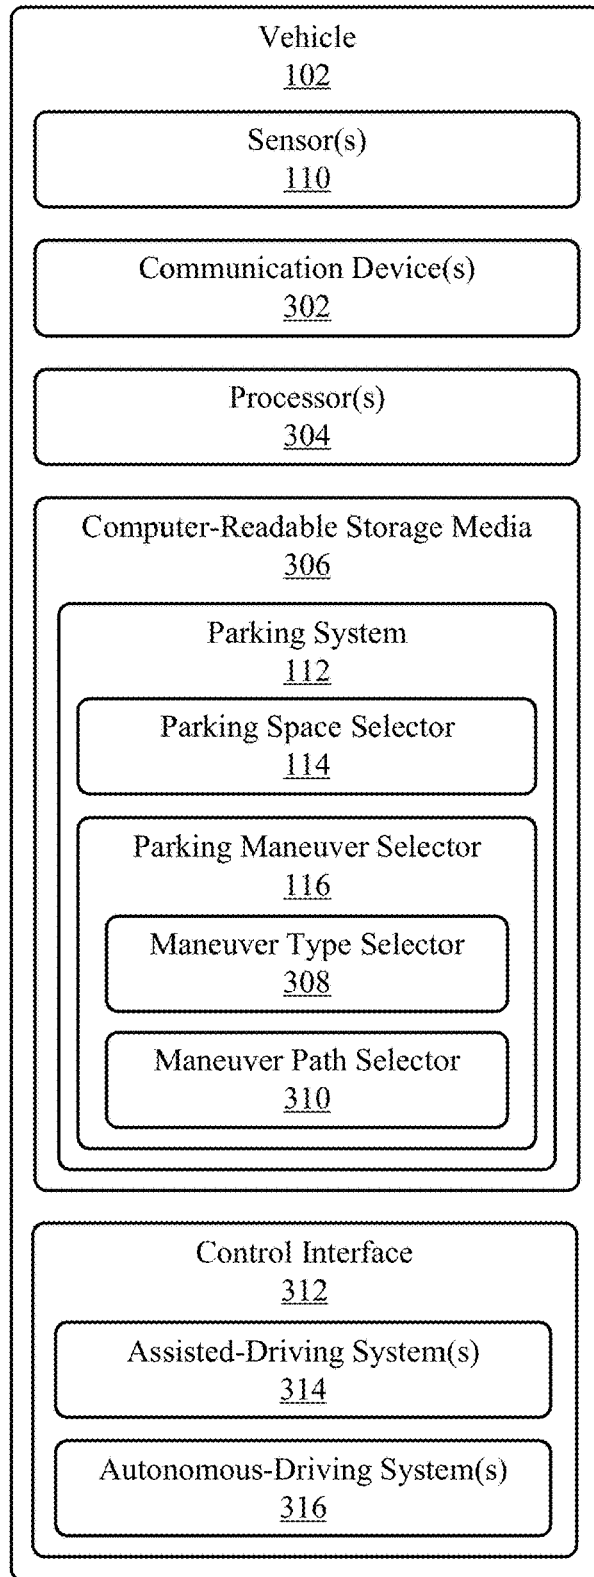 Vehicle
102
Sensor(s)
110
Communication Device(s)
302
Processor(s)
304
Computer-Readable Storage Media
306
Parking System
112
Parking Space Selector
114
Parking Maneuver Selector
116
Maneuver Type Selector
308
Maneuver Path Selector
310
Control Interface
312
Assisted-Driving System(s)
314
Autonomous-Driving System(s)
316